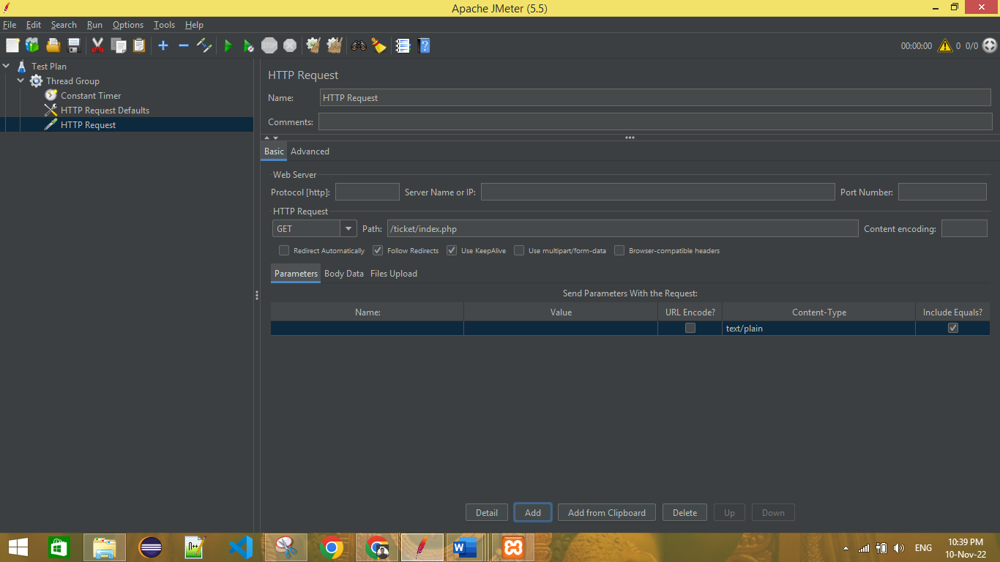 Apache JMeter (5.5)
File Edit Search Run Options Tools Help
STOP
00:00:00 0 0/0
Test Plan
Thread Group
Constant Timer
HTTP Request Defaults
HTTP Request
HTTP Request
Name: HTTP Request
Comments:
Basic Advanced
Web Server
Protocol [http]: Server Name or IP: Port Number:
HTTP Request
GET Path: /ticket/index.php Content encoding:
Redirect Automatically Follow Redirects Use KeepAlive Use multipart/form-data Browser-compatible headers
Parameters Body Data Files Upload
Send Parameters With the Request:
Name: Value URL Encode? Content-Type Include Equals?
text/plain
Detail Add Add from Clipboard Delete Up Down
ENG 10:39 PM
10-Nov-22